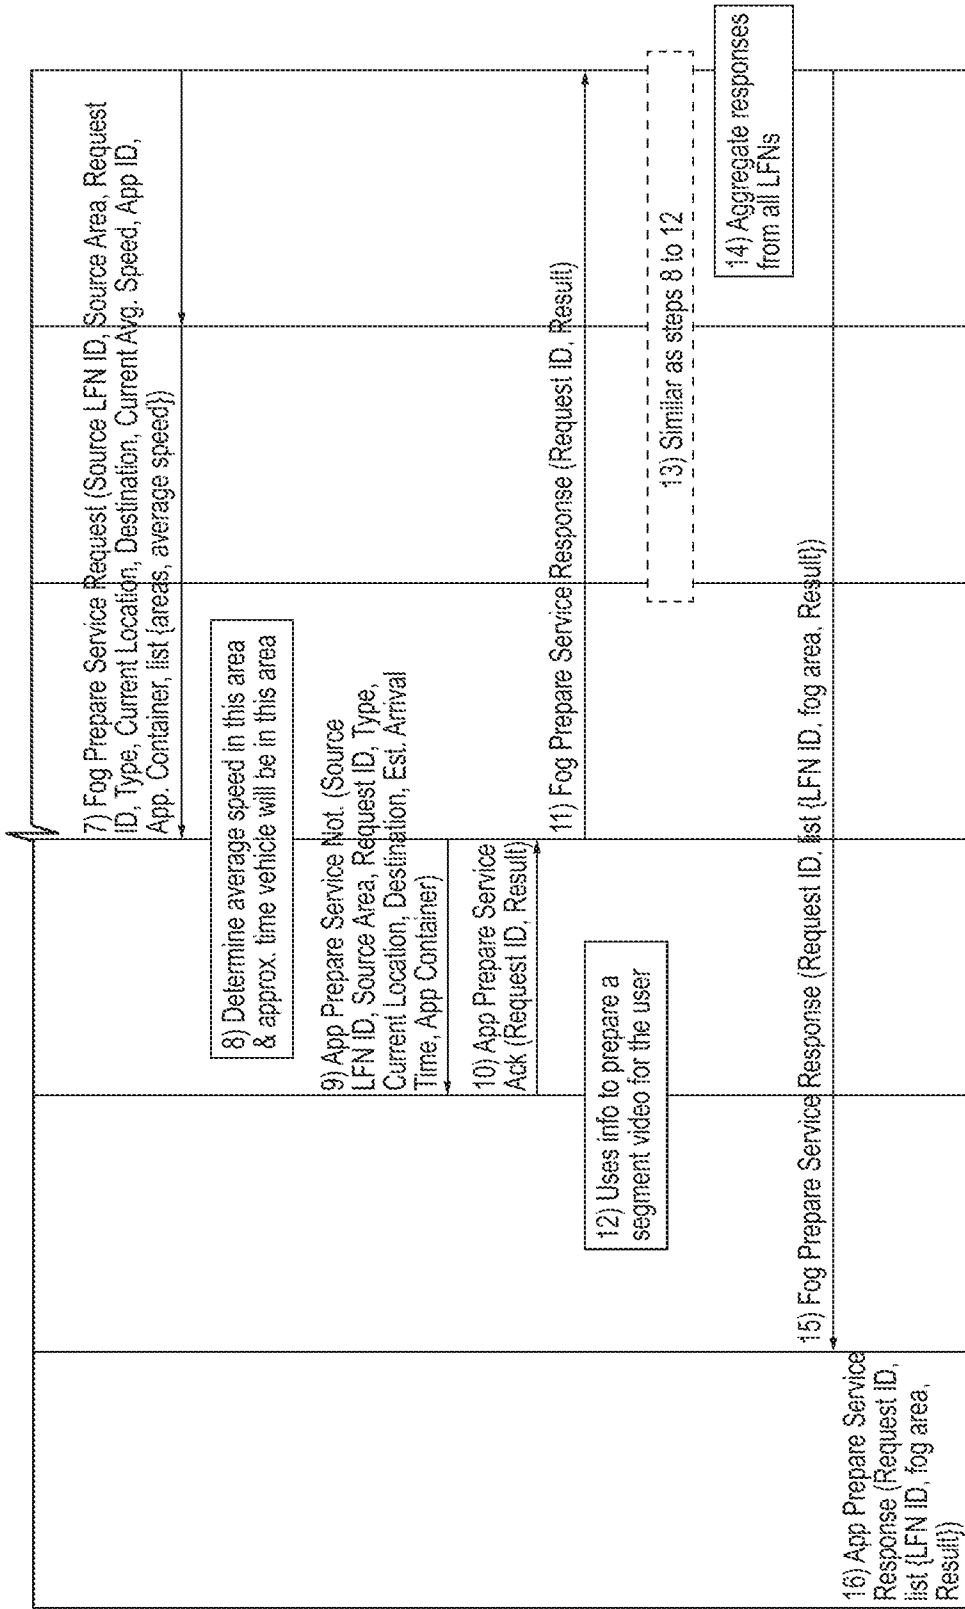 7) Fog Prepare Service Request (Source LFN ID, Source Area, Request
ID, Type, Current Location, Destination, Current Avg. Speed, App ID,
App. Container, list {areas, average speed})
8) Determine average speed in this area
& approx. time vehicle will be in this area
9) App Prepare Service Not. (Source
LFN ID, Source Area, Request ID, Type,
Current Location, Destination, Est. Arrival
Time, App Container)
10) App Prepare Service
Ack (Request ID, Result)
11) Fog Prepare Service Response (Request ID, Result)
12) Uses info to prepare a
segment video for the user
13) Similar as steps 8 to 12
14) Aggregate responses
from all LFNs
15) Fog Prepare Service Response (Request ID, list {LFN ID, fog area, Result})
16) App Prepare Service
Response (Request ID,
list {LFN ID, fog area,
Result})